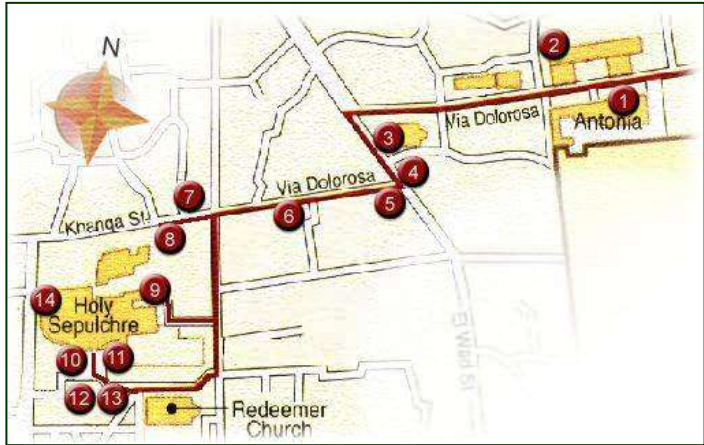 N
2
1
Antonia
Via Dolorosa
3
4
Via Dolorosa
5
6
7
Khanqa St
8
9
14
Holy
Sepulchre
10
11
12
13
El Wad St
Redeemer
Church